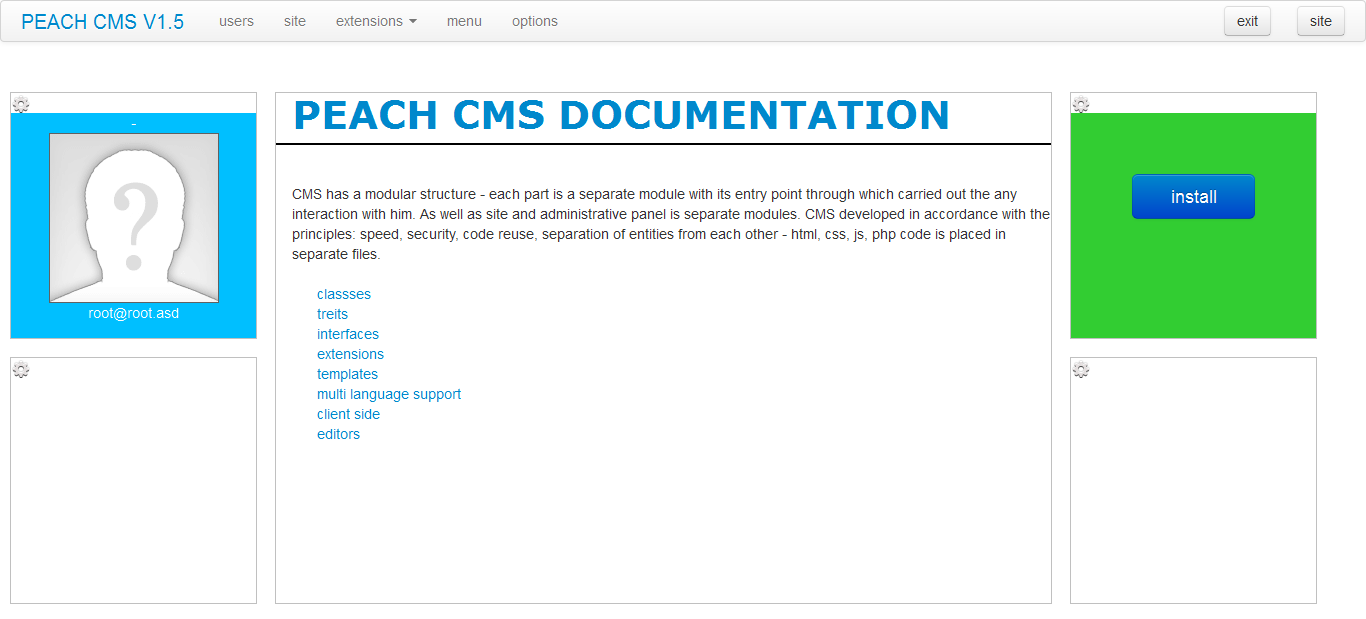 PEACH CMS V1.5 users site extensions menu options exit site
-
root@root.asd
PEACH CMS DOCUMENTATION
CMS has a modular structure - each part is a separate module with its entry point through which carried out the any
interaction with him. As well as site and administrative panel is separate modules. CMS developed in accordance with the
principles: speed, security, code reuse, separation of entities from each other - html, css, js, php code is placed in
separate files.
classses
treits
interfaces
extensions
templates
multi language support
client side
editors
install